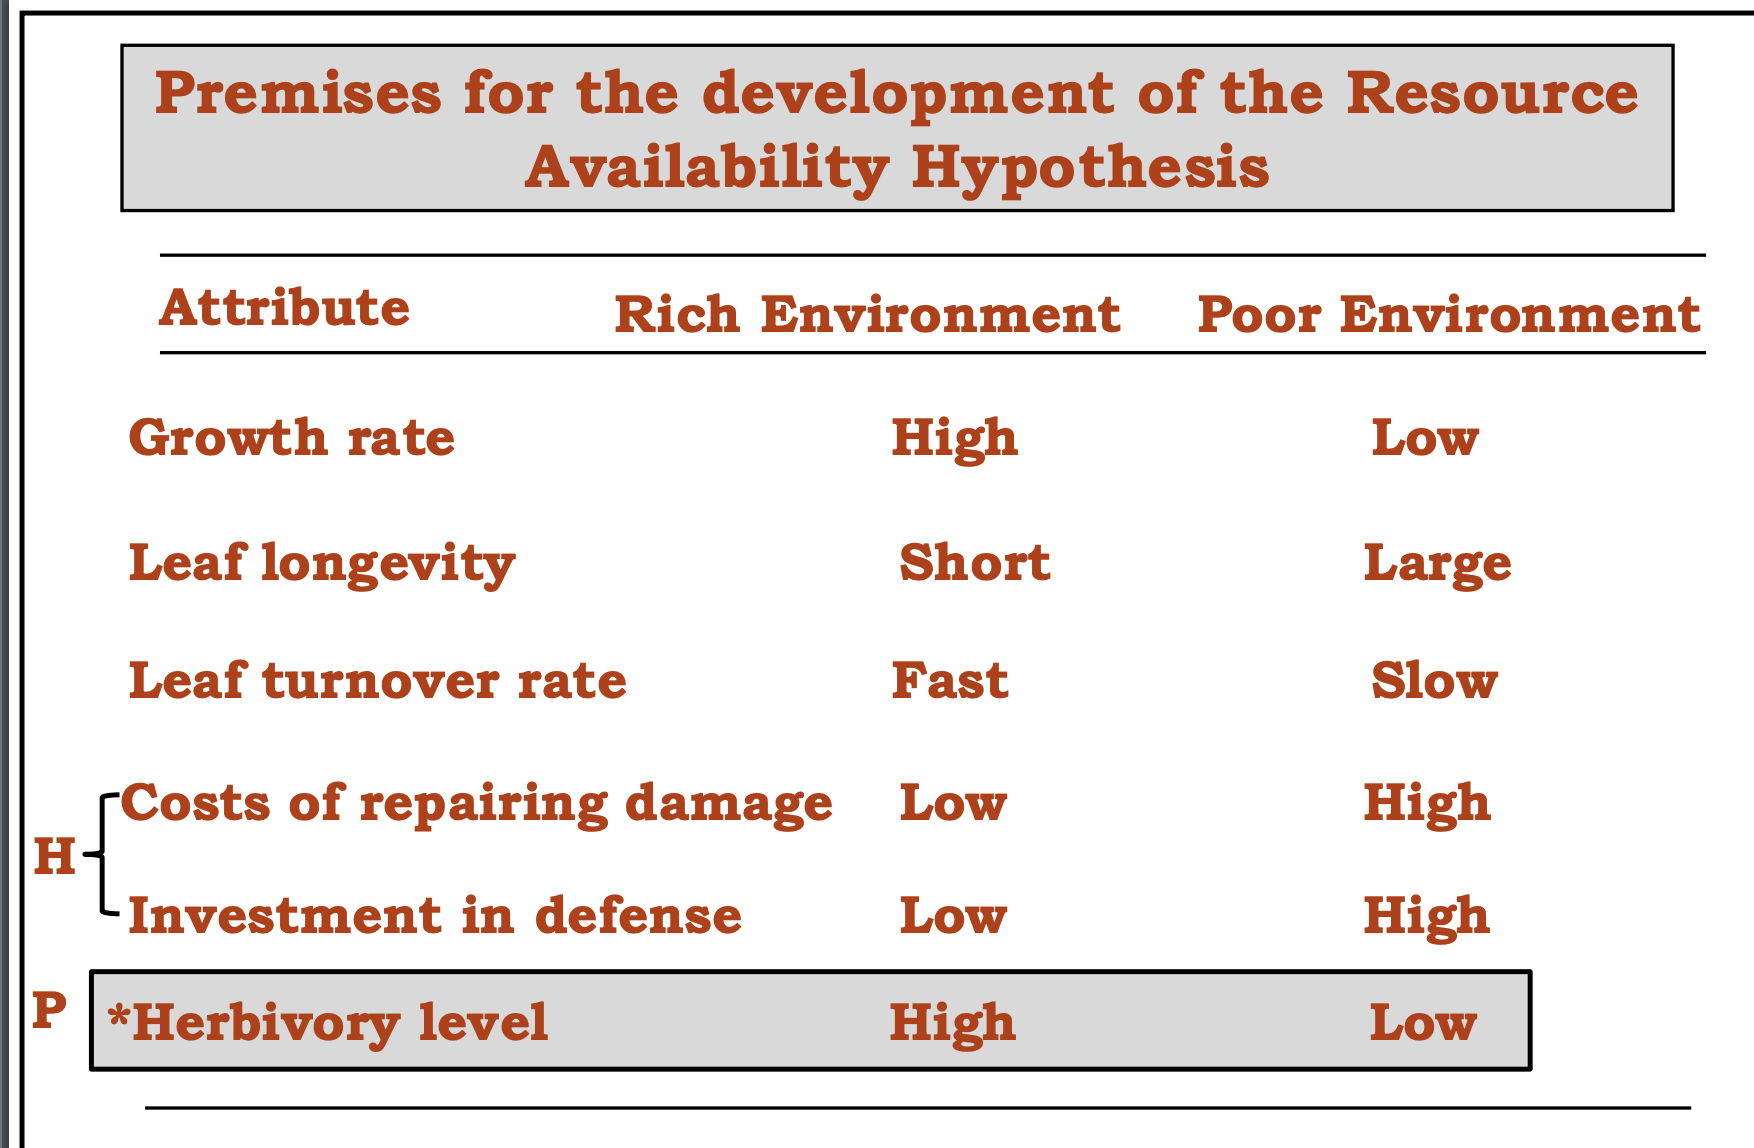 Premises for the development of the Resource
Availability Hypothesis
Attribute Rich Environment Poor Environment
Growth rate High Low
Leaf longevity Short Large
Leaf turnover rate Fast Slow
Costs of repairing damage Low High
H
Investment in defense Low High
P *Herbivory level High Low